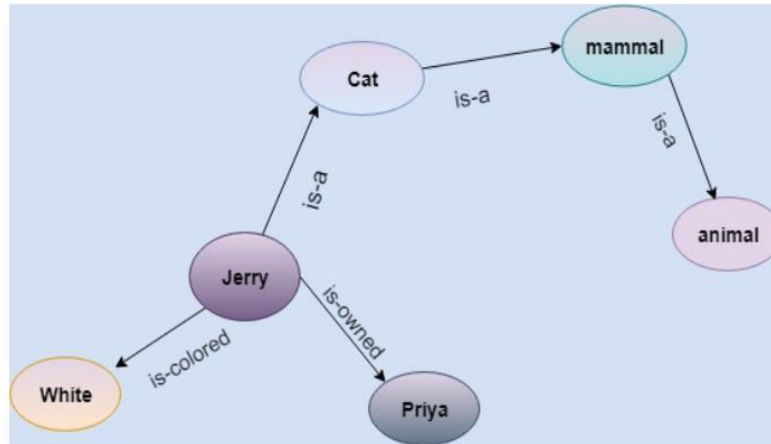 mammal
Cat
is-a
is-a
is-a
animal
Jerry
is-owned
is-colored
White
Priya